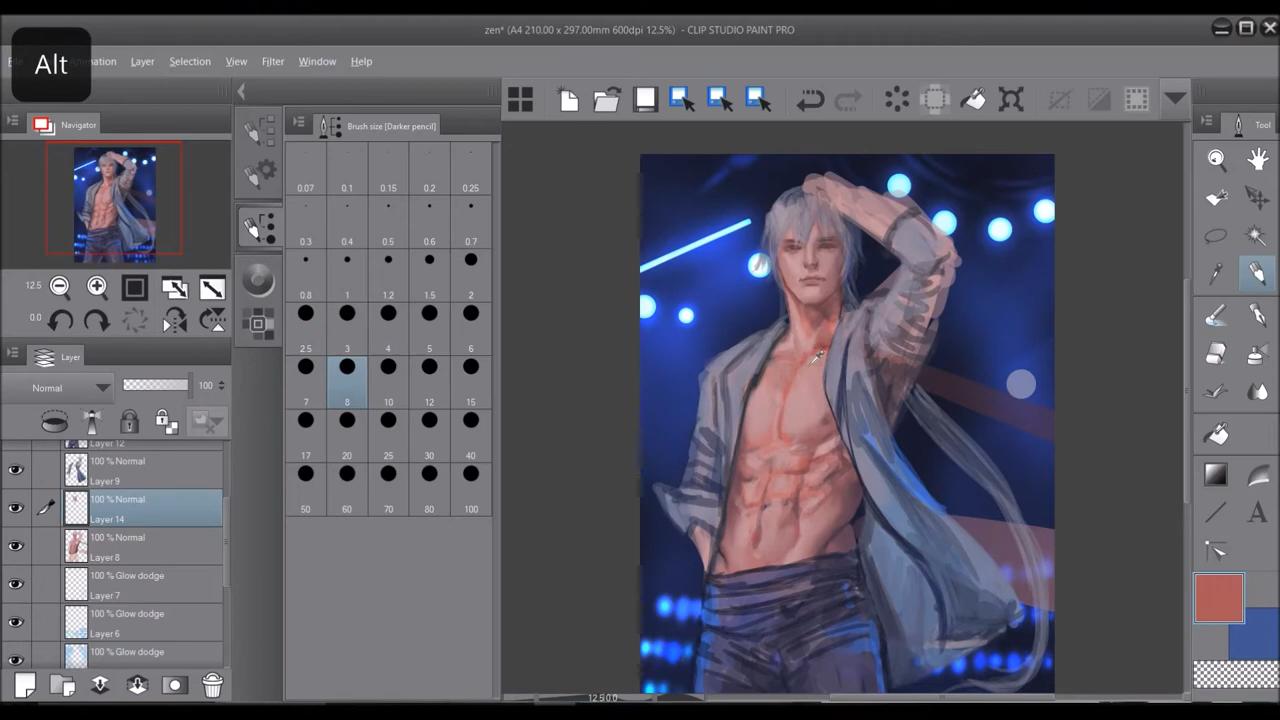 zen* (A4 210.00 x 297.00mm 600dpi 12.5%)  - CLIP STUDIO PAINT PRO
Alt
Layer Selection View Filter Window Help
Navigator
Brush size [Darker pencil]
Tool
0.07 0.1 0.15 0.2 0.25
0.3 0.4 0.5 0.6 0.7
0.8 1 1.2 1.5 2
2.5 3 4 5 6
7 8 10 12 15
17 20 25 30 40
50 60 70 80 100
12.5
0.0
Layer
Normal 100
Layer 12
100 % Normal
Layer 9
100 % Normal
Layer 14
100 % Normal
Layer 8
100 % Glow dodge
Layer 7
100 % Glow dodge
Layer 6
100 % Glow dodge